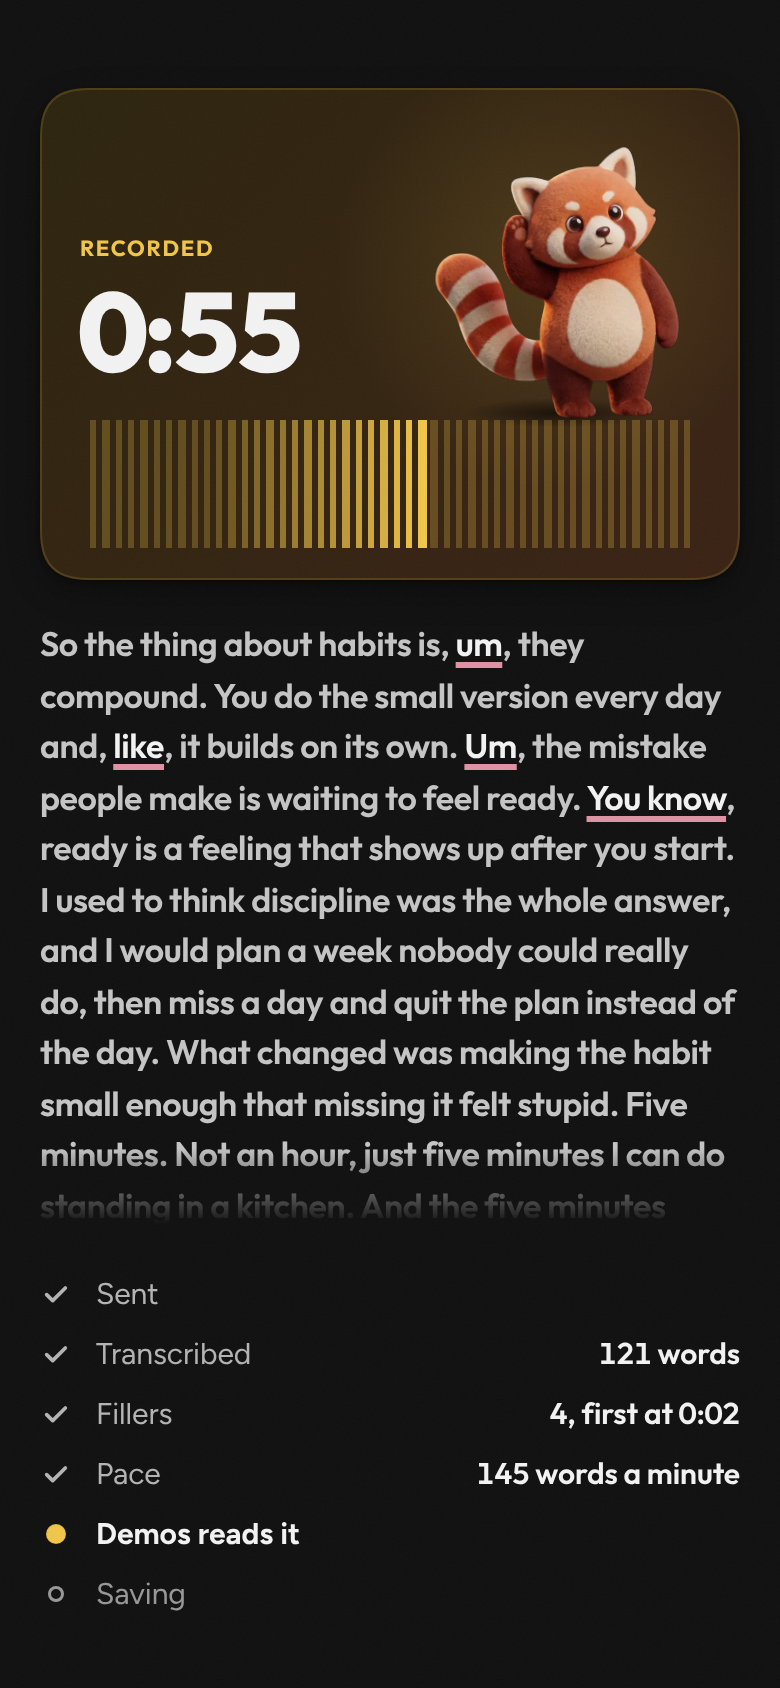 RECORDED
0:55
So the thing about habits is, um, they
compound. You do the small version every day
and, like, it builds on its own. Um, the mistake
people make is waiting to feel ready. You know,
ready is a feeling that shows up after you start.
I used to think discipline was the whole answer,
and I would plan a week nobody could really
do, then miss a day and quit the plan instead of
the day. What changed was making the habit
small enough that missing it felt stupid. Five
minutes. Not an hour, just five minutes I can do
standing in a kitchen. And the five minutes
Sent
Transcribed 121 words
Fillers 4, first at 0:02
Pace 145 words a minute
Demos reads it
Saving